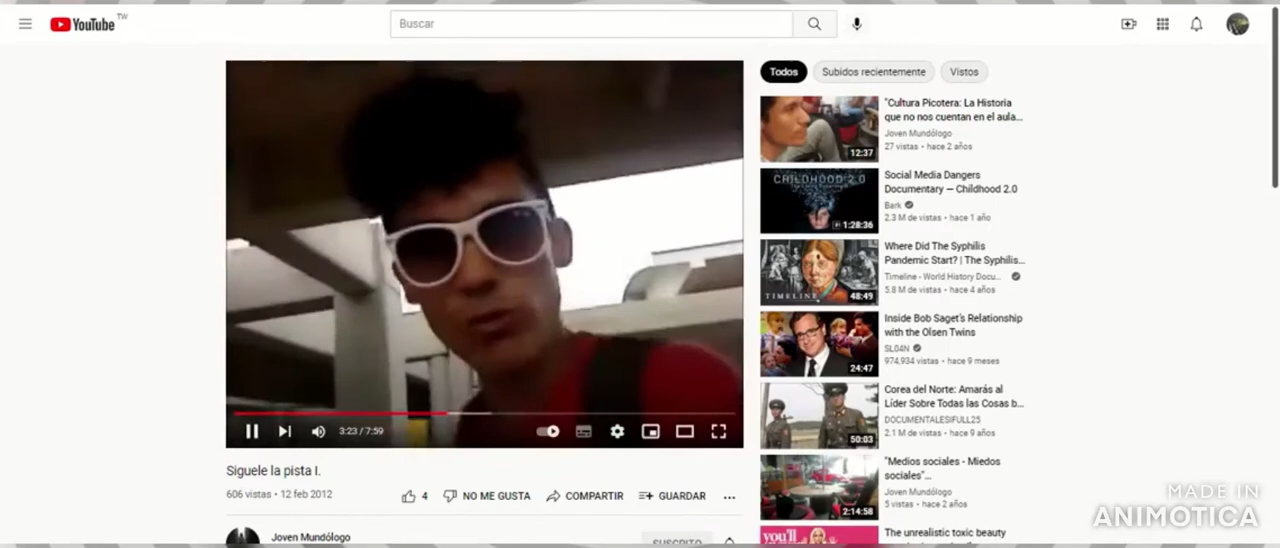 YouTube TW
Buscar
Todos
Subidos recientemente
Vistos
3:23 / 7:59
Siguele la pista I.
606 vistas • 12 feb 2012
4
NO ME GUSTA
COMPARTIR
GUARDAR
Joven Mundólogo
SUSCRITO
"Cultura Picotera: La Historia
que no nos cuentan en el aula...
Joven Mundólogo
27 vistas • hace 2 años
12:37
CHILDHOOD 2.0
1:28:36
Social Media Dangers
Documentary — Childhood 2.0
Bark
2.3 M de vistas • hace 1 año
TIMELINE
48:49
Where Did The Syphilis
Pandemic Start? | The Syphilis...
Timeline - World History Docu...
5.8 M de vistas • hace 4 años
24:47
Inside Bob Saget's Relationship
with the Olsen Twins
SL04N
974,934 vistas • hace 9 meses
50:03
Corea del Norte: Amarás al
Líder Sobre Todas las Cosas b...
DOCUMENTALESIFULL25
2.1 M de vistas • hace 9 años
2:14:58
"Medios sociales - Miedos
sociales"...
Joven Mundólogo
5 vistas • hace 2 años
you'll
The unrealistic toxic beauty
MADE IN
ANIMOTICA